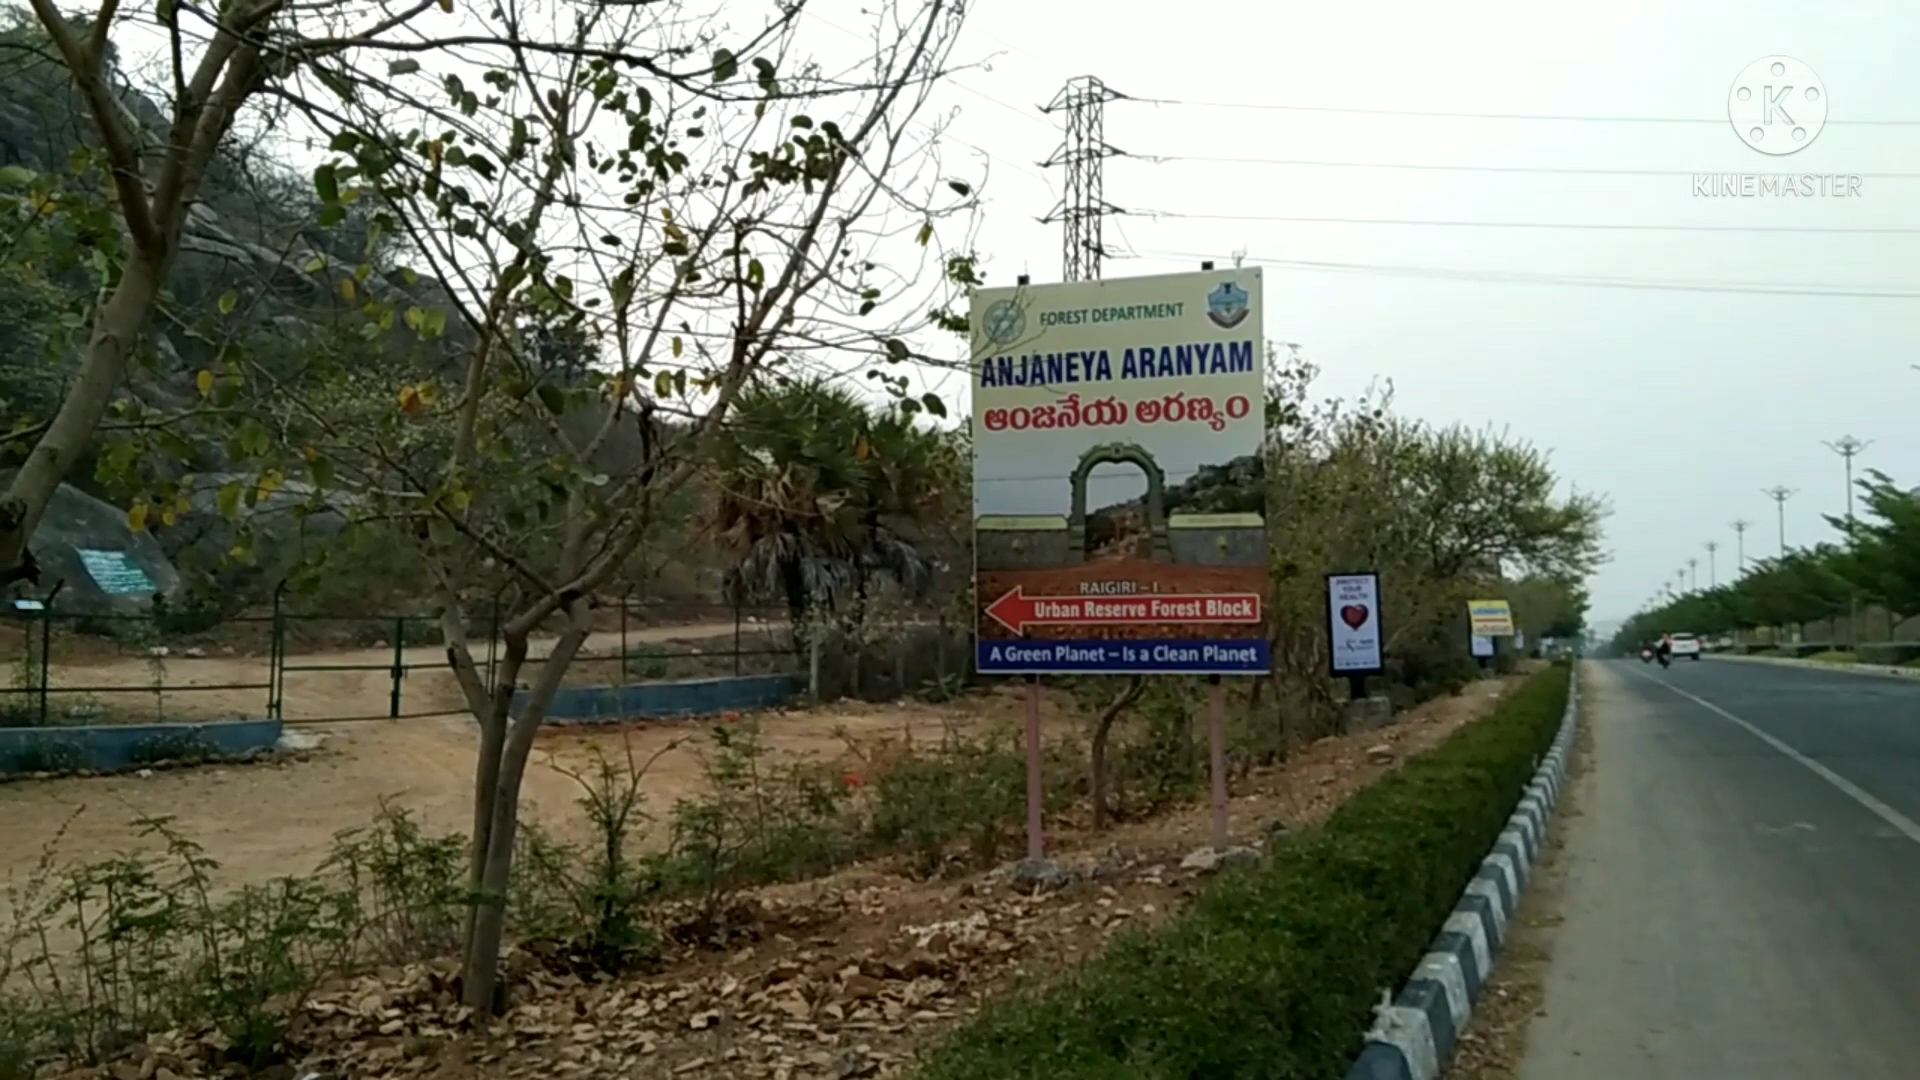 FOREST DEPARTMENT
ANJANEYA ARANYAM
ఆంజనేయ అరణ్యం
RAIGIRI - I
Urban Reserve Forest Block
A Green Planet - Is a Clean Planet
PROTECT
YOUR
HEALTH
K
KINEMASTER